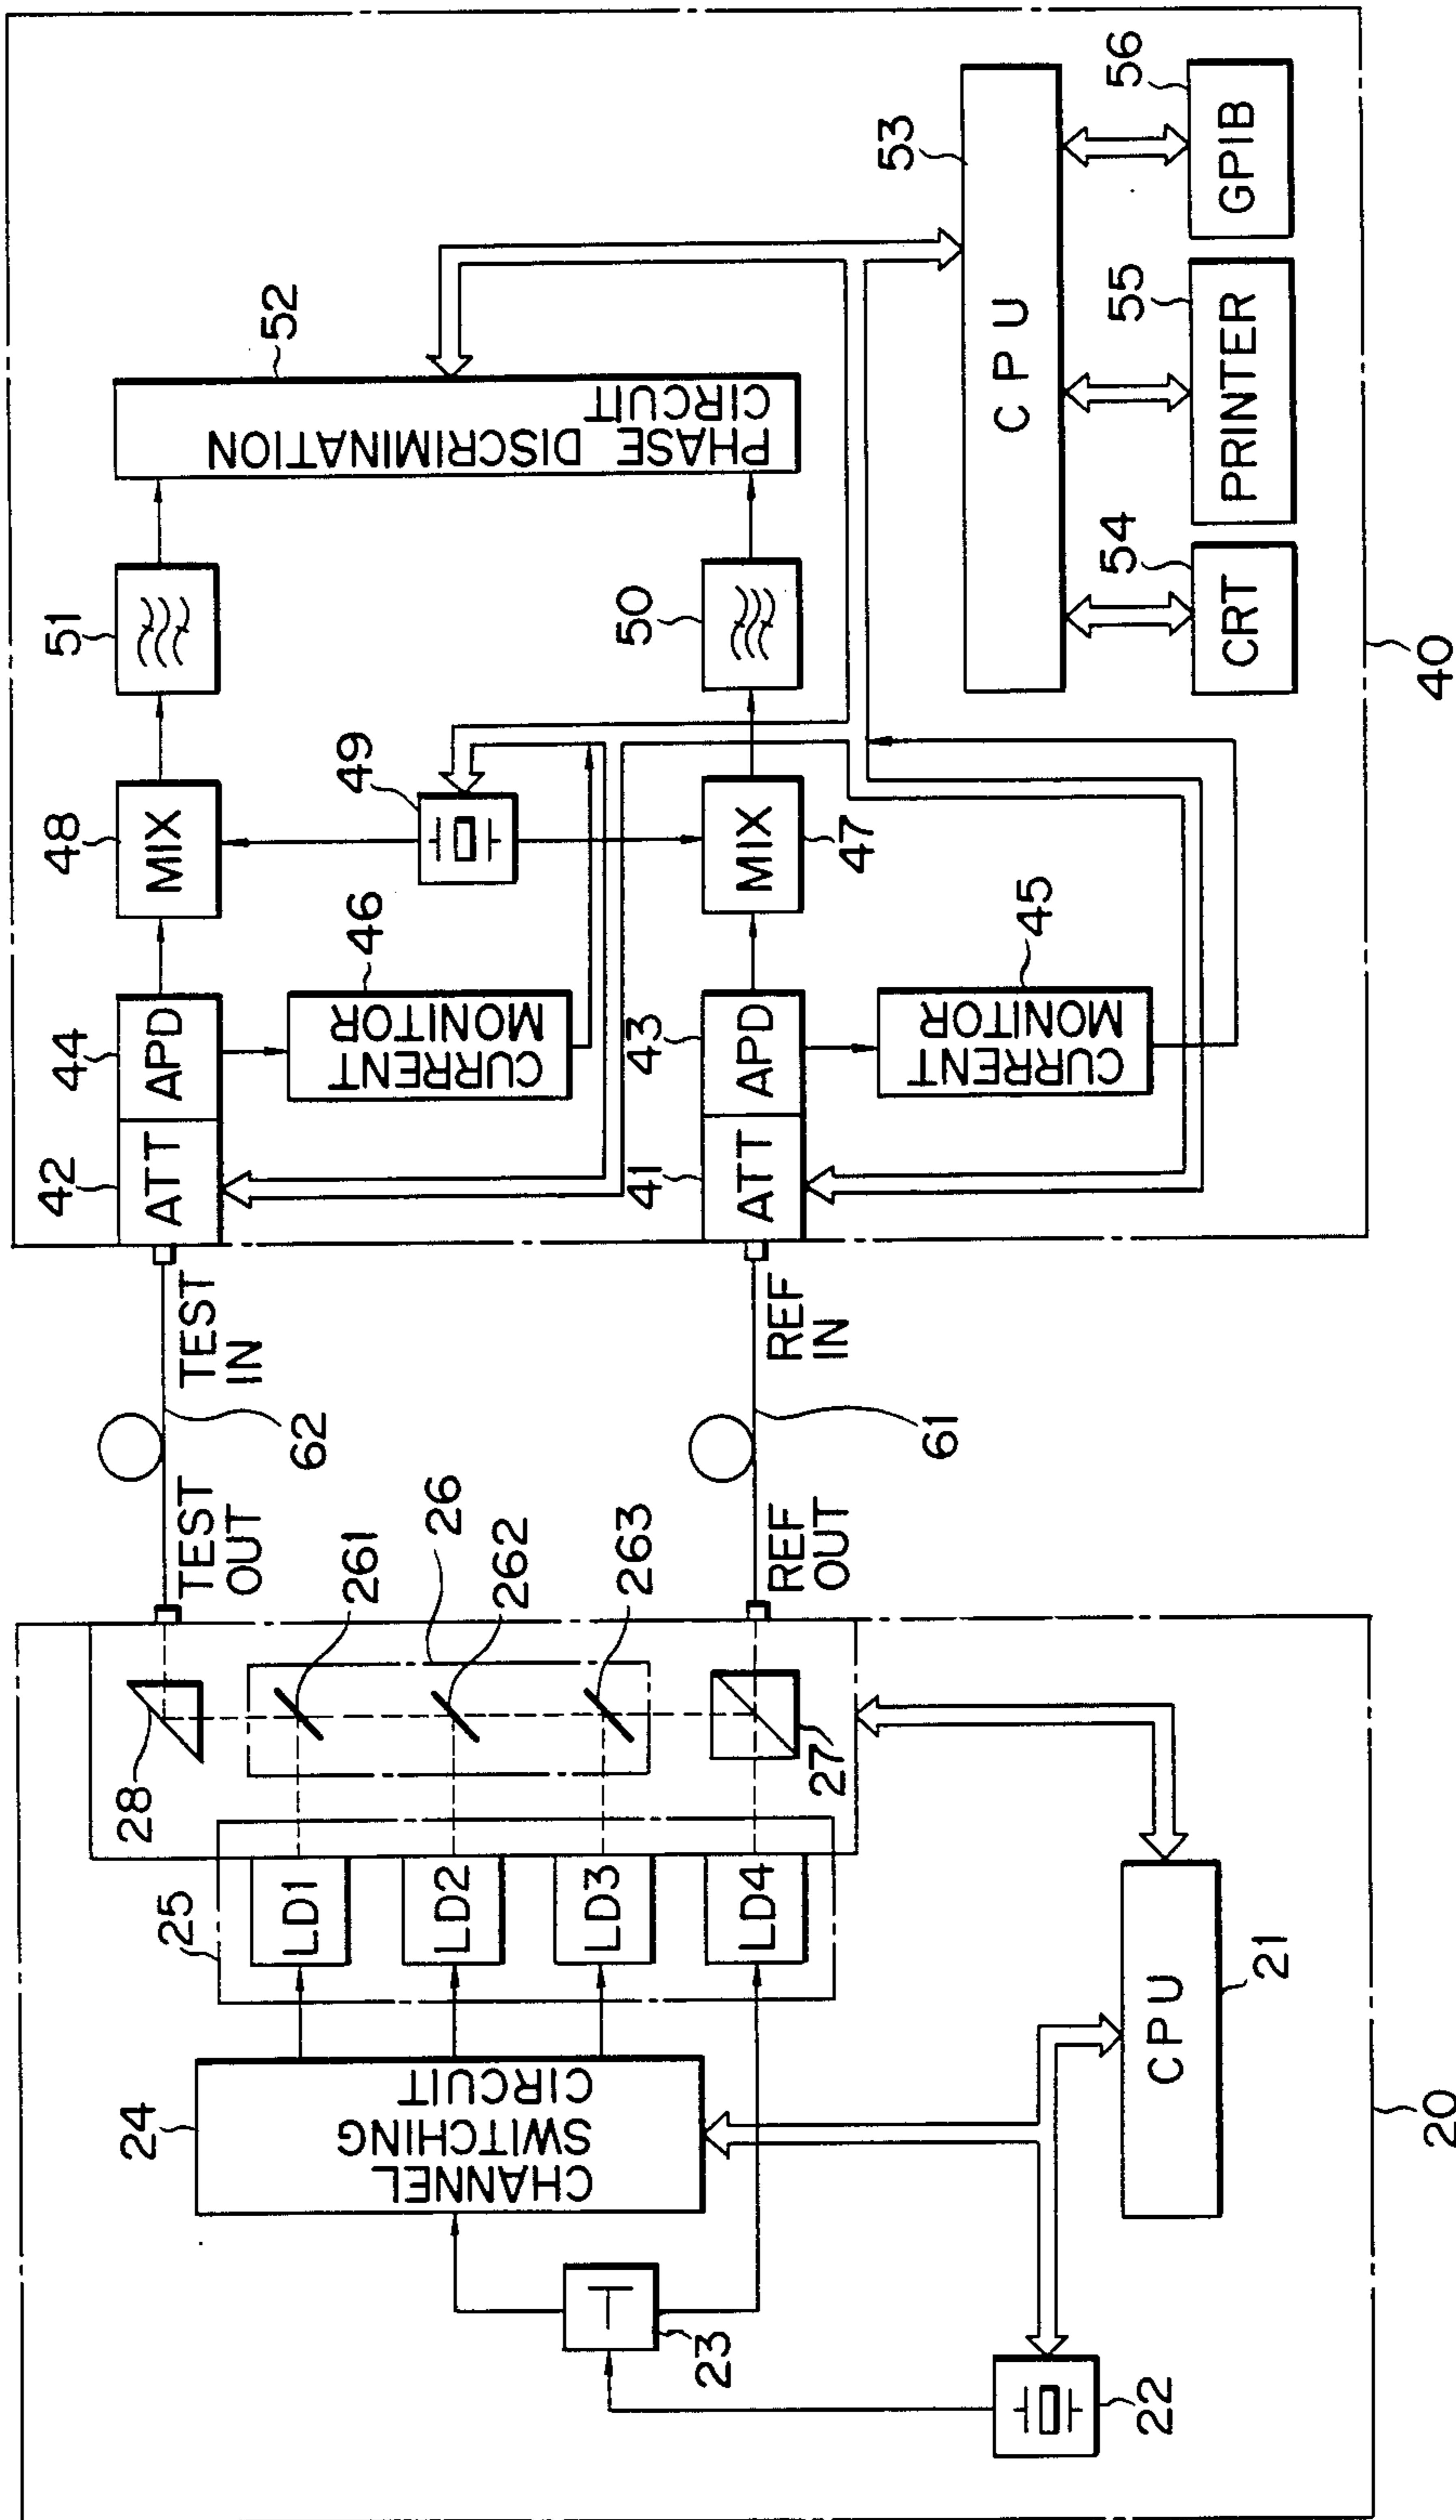 24
CHANNEL
SWITCHING
CIRCUIT
25
LD1
LD2
LD3
LD4
28
26
261
262
263
27
23
22
CPU
21
20
TEST
OUT
62
TEST
IN
REF
OUT
61
REF
IN
42
ATT
44
APD
46
CURRENT
MONITOR
48
MIX
49
51
41
ATT
43
APD
45
CURRENT
MONITOR
MIX
47
50
52
PHASE DISCRIMINATION
CIRCUIT
53
CPU
54
CRT
55
PRINTER
56
GPIB
40